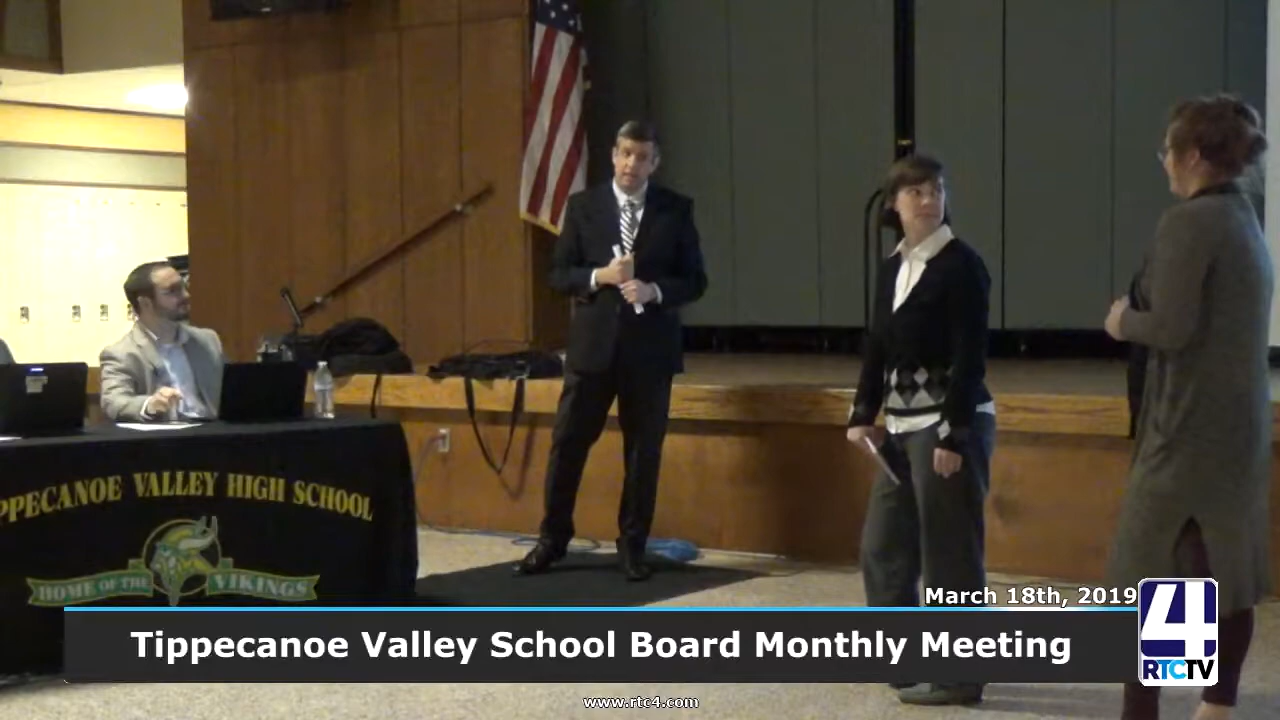 PPECANOE VALLEY HIGH SCHOOL
HOME OF THE VIKINGS
March 18th, 2019
Tippecanoe Valley School Board Monthly Meeting
4
RTCTV
www.rtc4.com